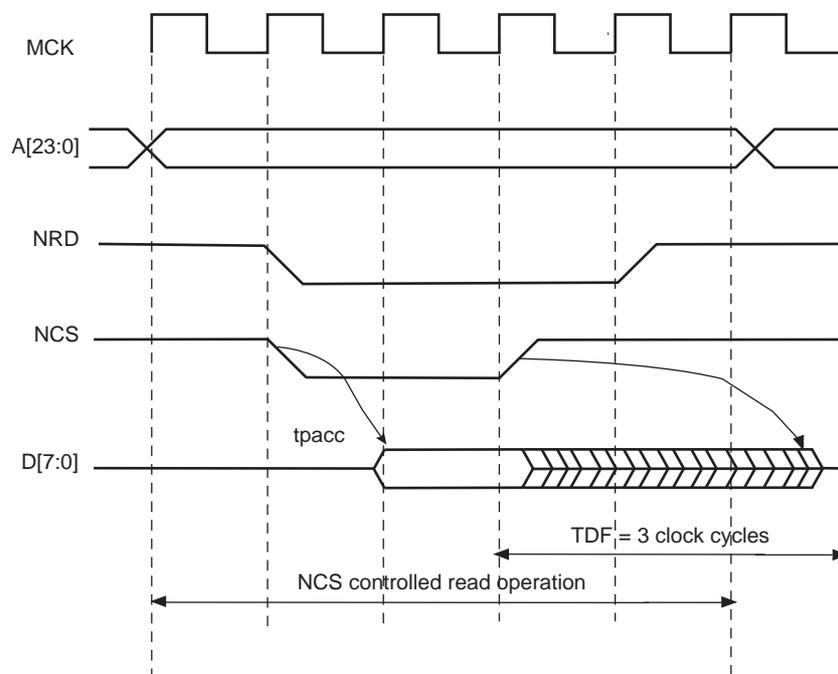 MCK
A[23:0]
NRD
NCS
tpacc
D[7:0]
TDF = 3 clock cycles
NCS controlled read operation